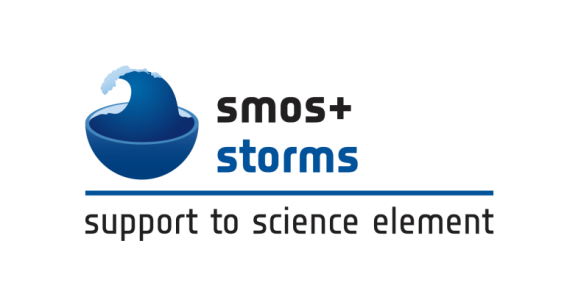 smos+
storms
support to science element